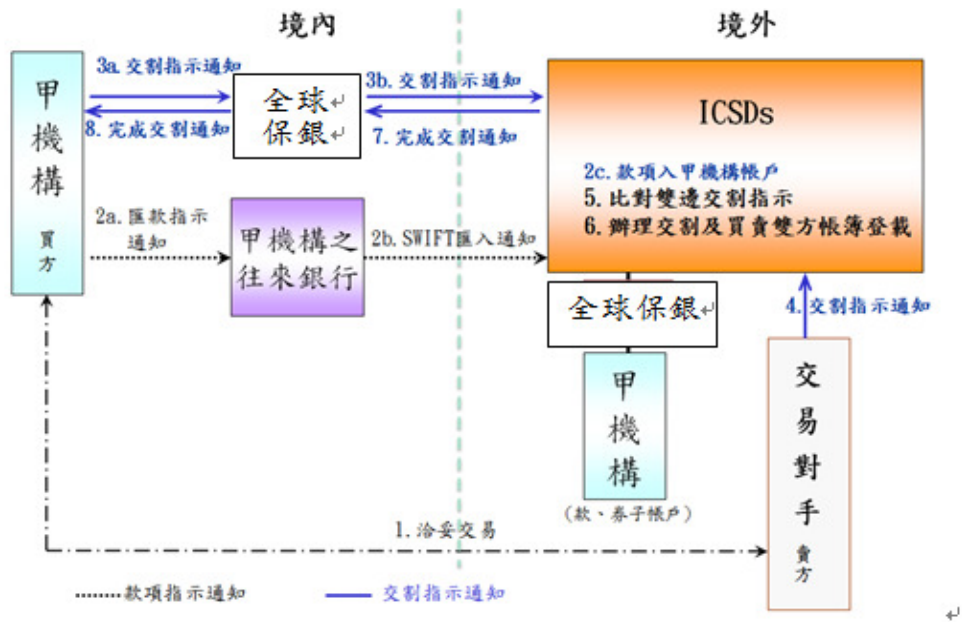 境內
境外
甲機構
買方
3a.交割指示通知
8.完成交割通知
全球
保銀
3b.交割指示通知
7.完成交割通知
ICSDs
2c.款項入甲機構帳戶
5.比對雙邊交割指示
6.辦理交割及買賣雙方帳簿登載
2a.匯款指示
通知
甲機構之
往來銀行
2b.SWIFT匯入通知
全球保銀
4.交割指示通知
甲機構
(款、券子帳戶)
交易對手
賣方
1.洽妥交易
款項指示通知
交割指示通知